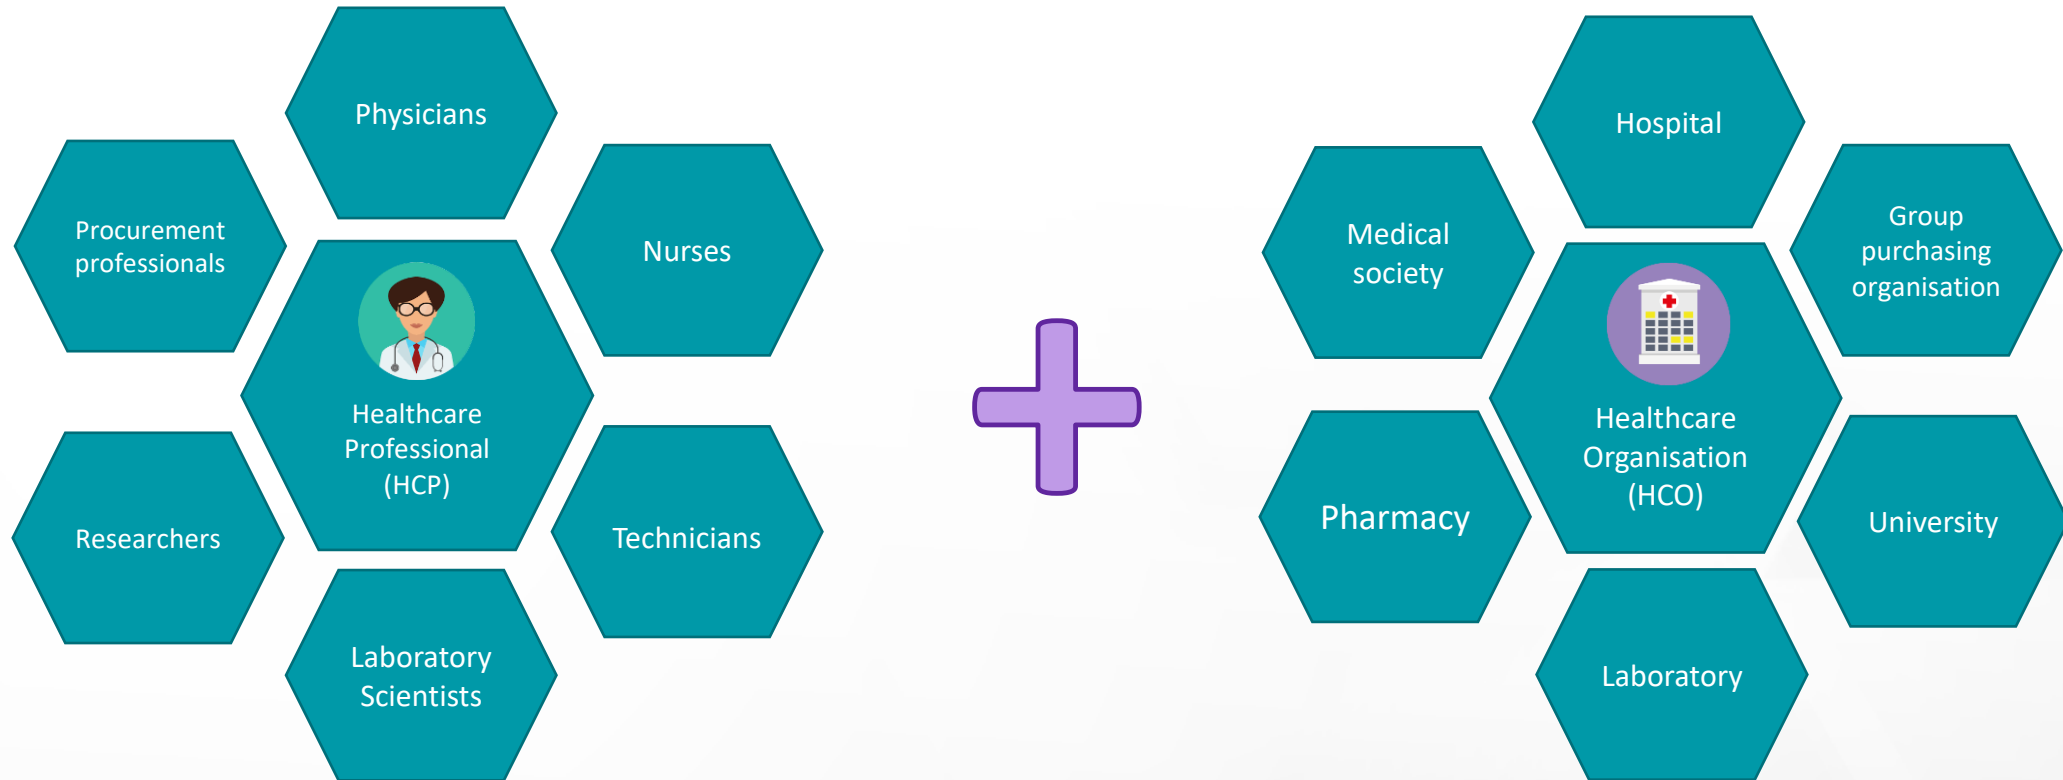 Physicians
Procurement
professionals
Nurses
Healthcare
Professional
(HCP)
Researchers
Technicians
Laboratory
Scientists
Hospital
Medical
society
Group
purchasing
organisation
Healthcare
Organisation
(HCO)
Pharmacy
University
Laboratory